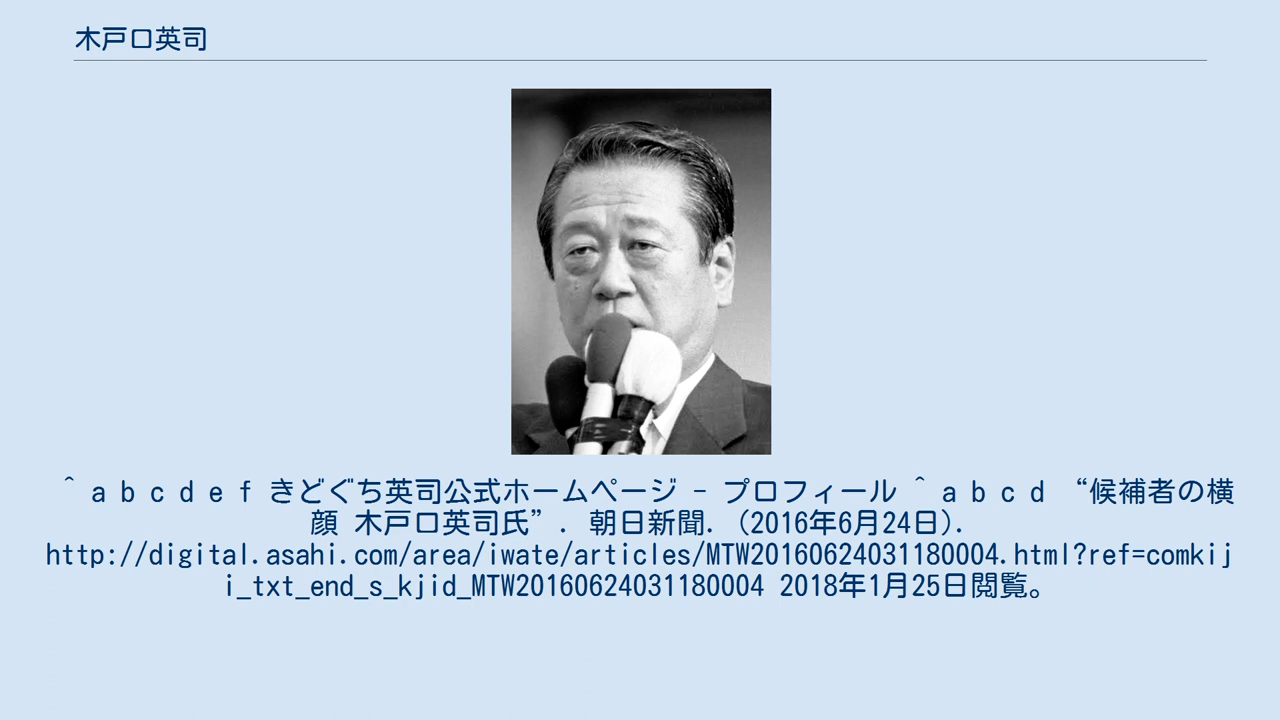 木戸口英司
^ a b c d e f きどぐち英司公式ホームページ - プロフィール ^ a b c d “候補者の横
顔 木戸口英司氏”. 朝日新聞. (2016年6月24日).
http://digital.asahi.com/area/iwate/articles/MTW20160624031180004.html?ref=comkij
i_txt_end_s_kjid_MTW20160624031180004 2018年1月25日閲覧。